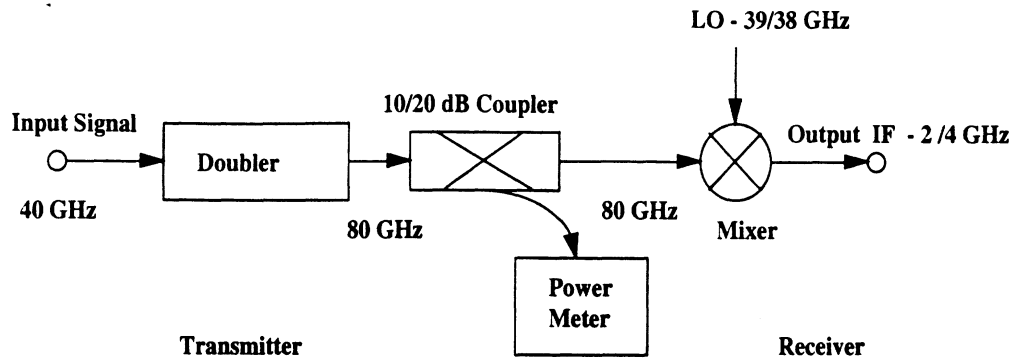 LO - 39/38 GHz
10/20 dB Coupler
Input Signal
Doubler
Output IF - 2 /4 GHz
40 GHz
80 GHz
80 GHz
Mixer
Power
Meter
Transmitter
Receiver